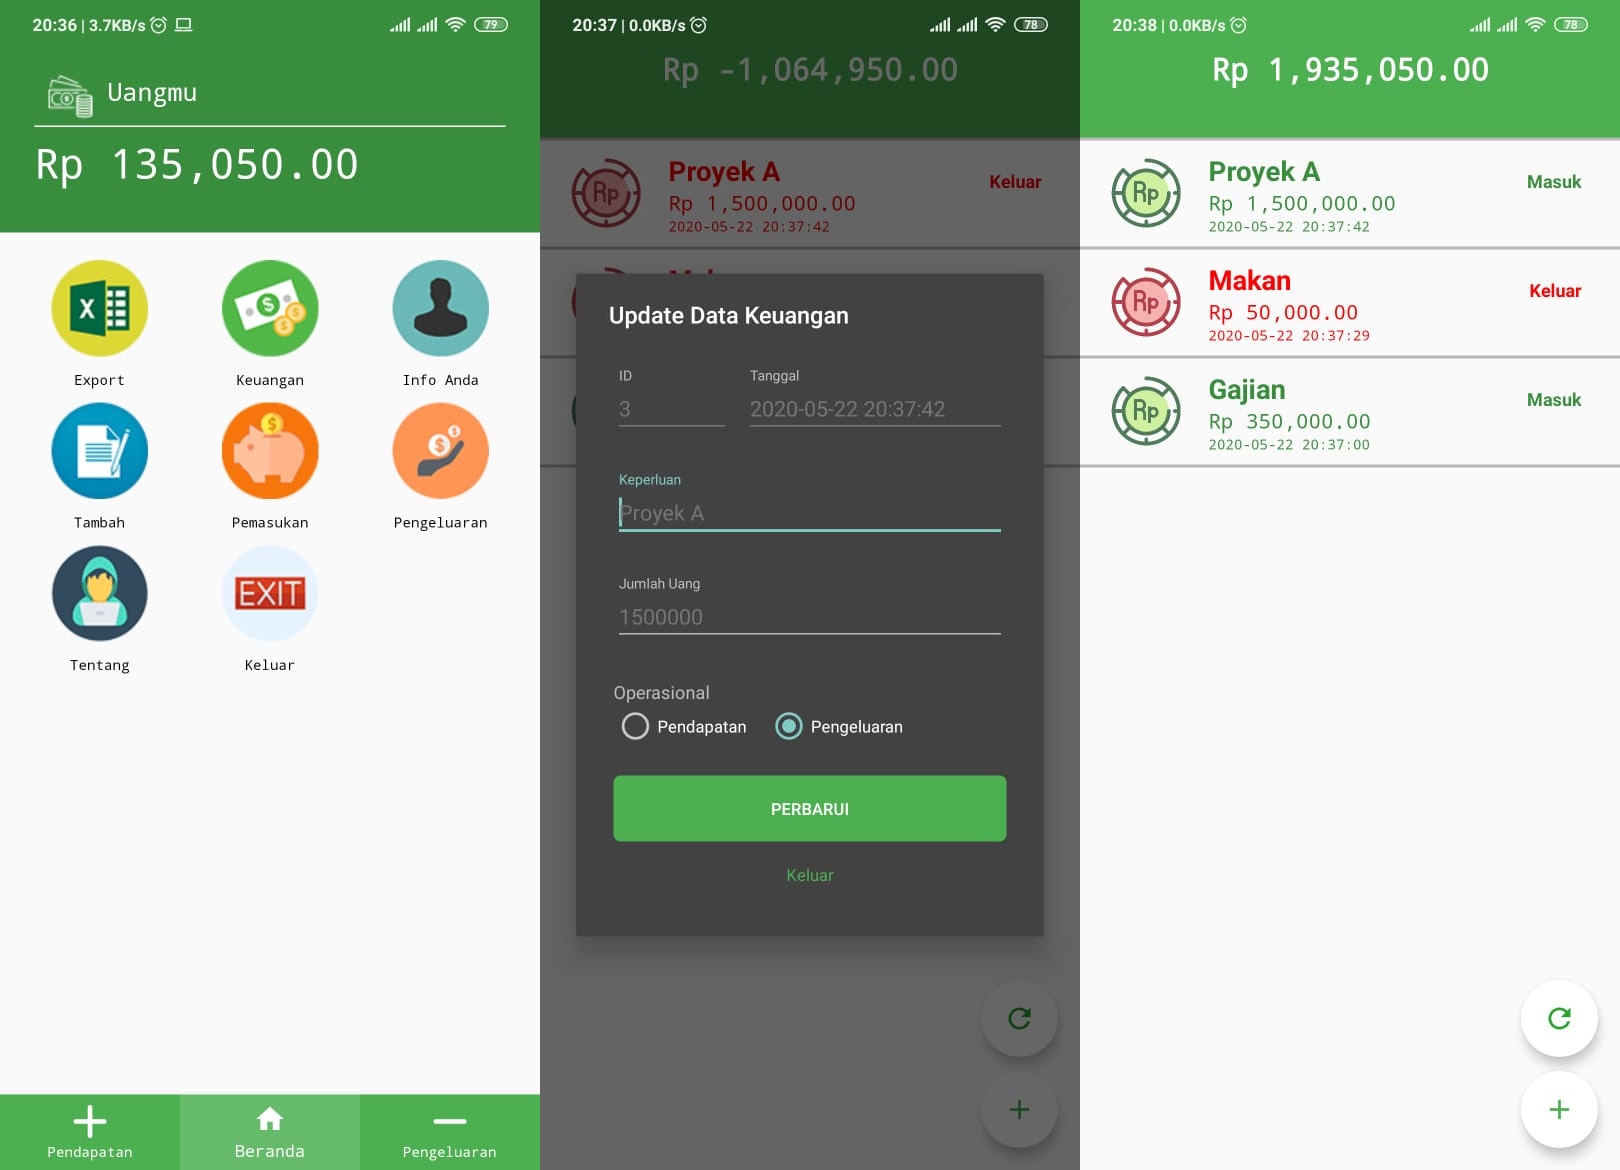 20:36 | 3.7KB/s
79
Uangmu
Rp 135,050.00
X
Export
Keuangan
Info Anda
Tambah
Pemasukan
Pengeluaran
EXIT
Tentang
Keluar
Pendapatan
Beranda
Pengeluaran
20:37 | 0.0KB/s
78
Rp -1,064,950.00
Rp
Proyek A
Keluar
Rp 1,500,000.00
2020-05-22 20:37:42
Update Data Keuangan
ID
Tanggal
3
2020-05-22 20:37:42
Keperluan
Proyek A
Jumlah Uang
1500000
Operasional
Pendapatan
Pengeluaran
PERBARUI
Keluar
20:38 | 0.0KB/s
78
Rp 1,935,050.00
Rp
Proyek A
Masuk
Rp 1,500,000.00
2020-05-22 20:37:42
Rp
Makan
Keluar
Rp 50,000.00
2020-05-22 20:37:29
Rp
Gajian
Masuk
Rp 350,000.00
2020-05-22 20:37:00